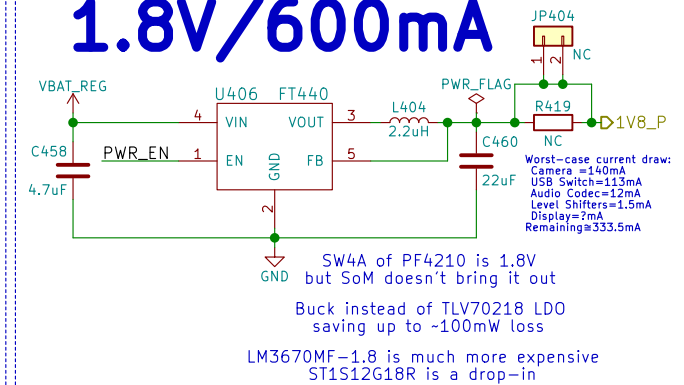 1.8V/600mA
JP404
1
2
NC
VBAT_REG
PWR_FLAG
U406
FT440
4
VIN
VOUT
3
L404
2.2uH
R419
NC
1V8_P
C458
4.7uF
PWR_EN
1
EN
GND
FB
5
C460
22uF
2
GND
Worst-case current draw:
Camera =140mA
USB Switch=113mA
Audio Codec=12mA
Level Shifters=1.5mA
Display=?mA
Remaining≅333.5mA
SW4A of PF4210 is 1.8V
but SoM doesn't bring it out
Buck instead of TLV70218 LDO
saving up to ~100mW loss
LM3670MF-1.8 is much more expensive
ST1S12G18R is a drop-in